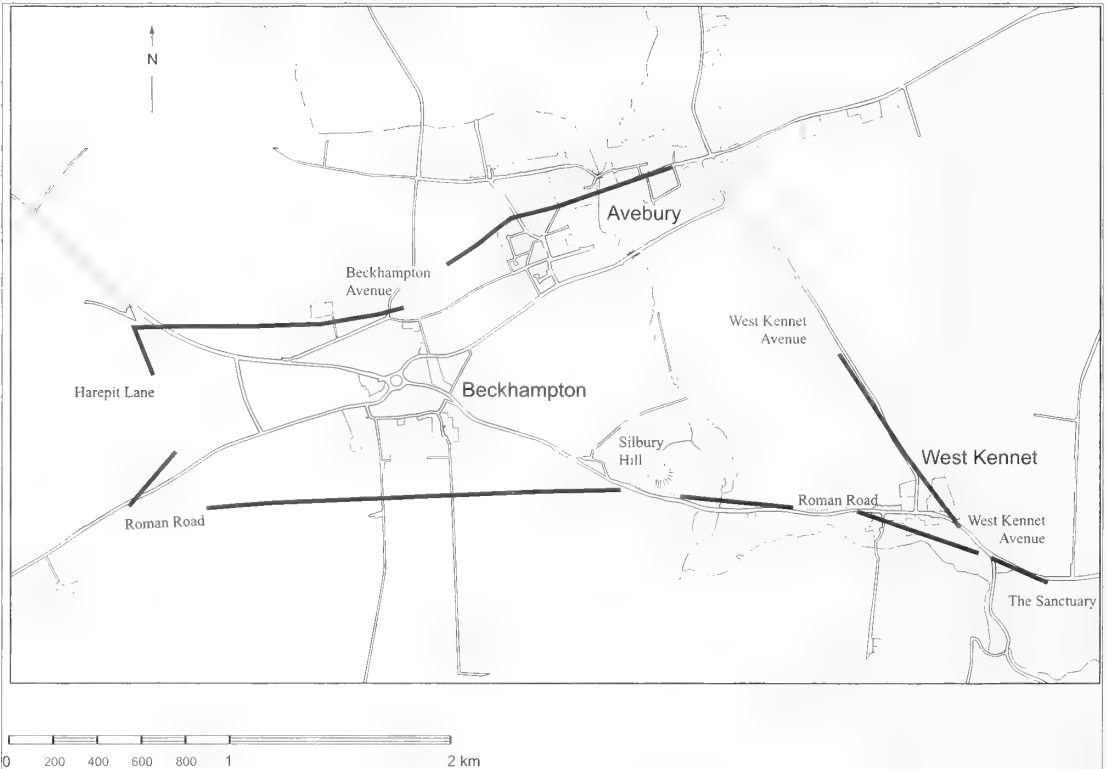 N
Avebury
Beckhampton
Avenue
West Kennet
Avenue
Harepit Lane
Beckhampton
Silbury
Hill
West Kennet
Roman Road
Roman Road
West Kennet
Avenue
The Sanctuary
0 200 400 600 800 1 2 km